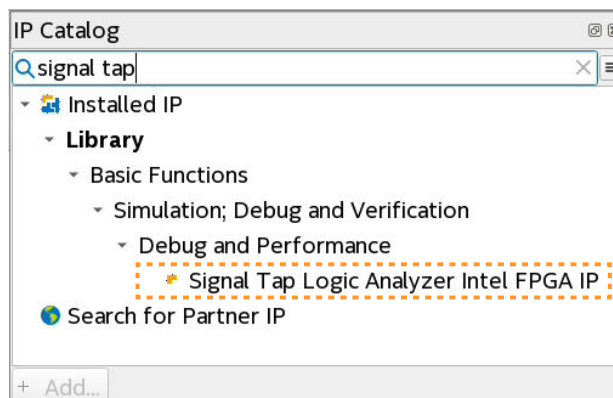 IP Catalog
signal tap
Installed IP
Library
Basic Functions
Simulation; Debug and Verification
Debug and Performance
Signal Tap Logic Analyzer Intel FPGA IP
Search for Partner IP
+ Add...